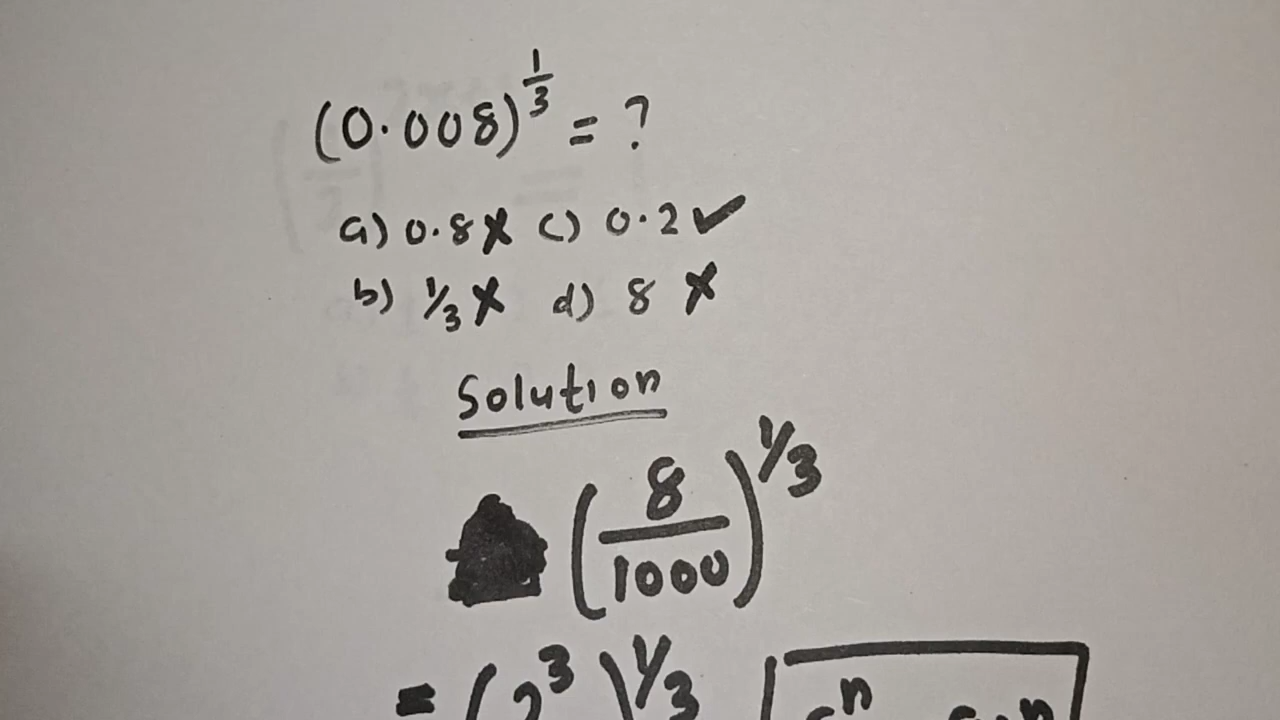 (0.008)^{1/3} = ?
a) 0.8 ✗ c) 0.2 ✓
b) 1/3 ✗ d) 8 ✗
Solution
(8/1000)^{1/3}
= (2^3 )^{1/3}